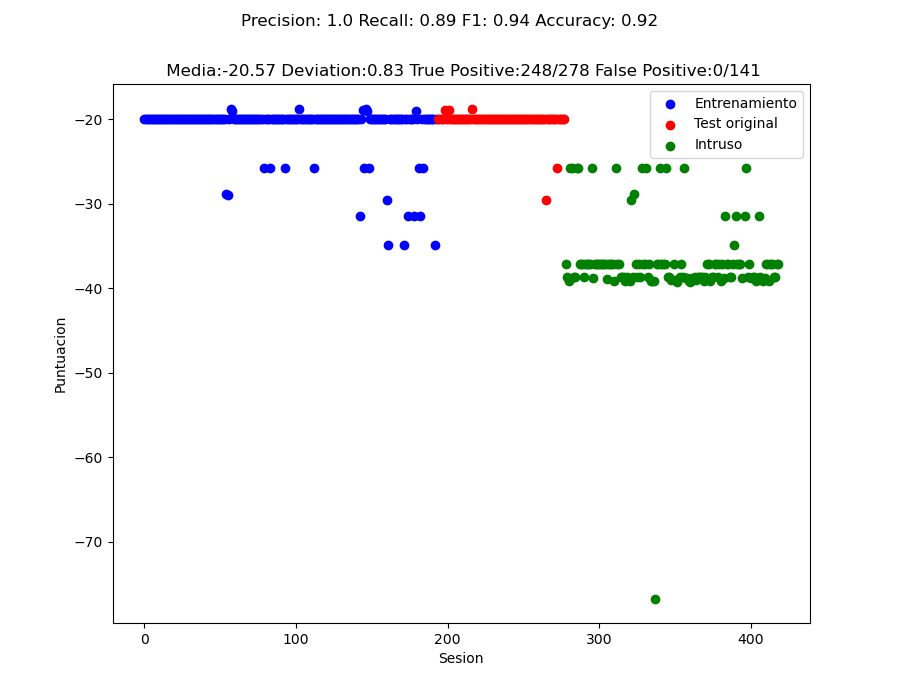 Precision: 1.0 Recall: 0.89 F1: 0.94 Accuracy: 0.92
Media:-20.57 Deviation:0.83 True Positive:248/278 False Positive:0/141
Entrenamiento
Test original
Intruso
−20
−30
−40
−50
−60
−70
Puntuacion
0 100 200 300 400
Sesion